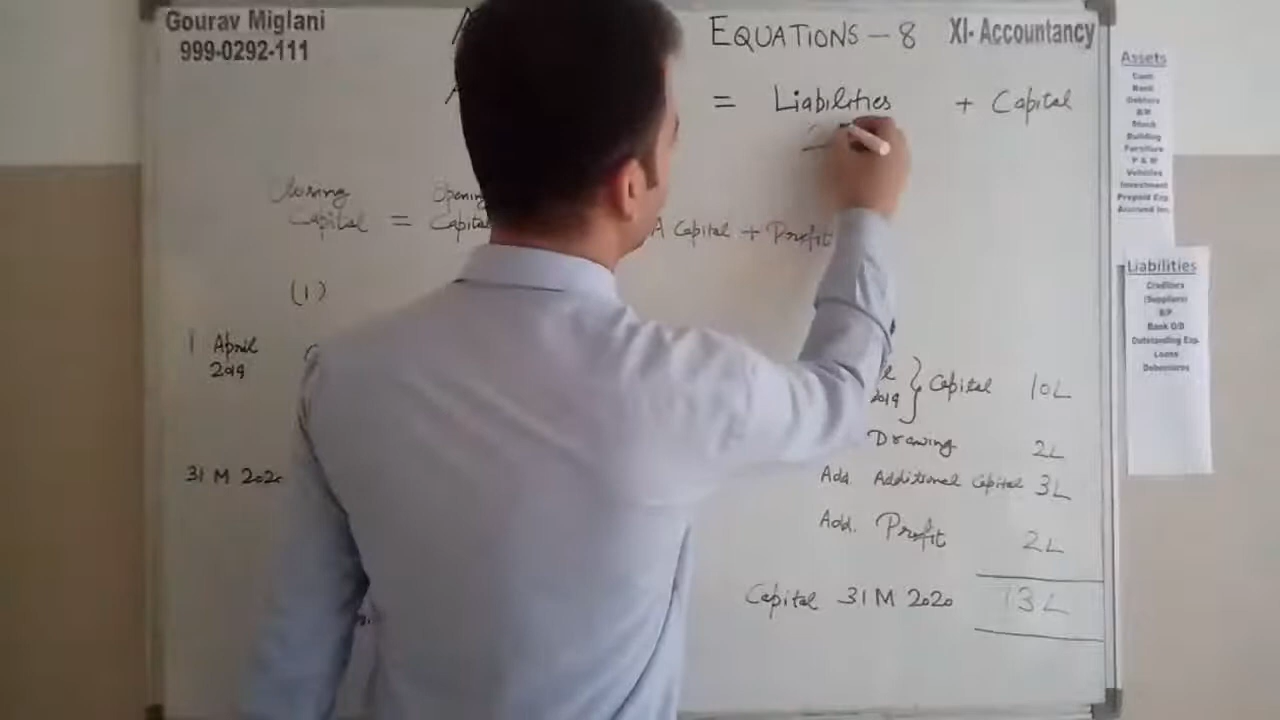 Gourav Miglani
999-0292-111
EQUATIONS - 8
XI- Accountancy
= Liabilities + Capital
Closing
Capital = Opening
Capital
A Capital + Profit
(1)
1 April
2019
31 M 2020
2019 } Capital 10L
Drawing 2L
Add. Additional Capital 3L
Add. Profit 2L
Capital 31 M 2020 13L
Assets
Cash
Bank
Debtors
B/R
Stock
Building
Furniture
P & M
Vehicles
Investment
Prepaid Exp.
Accrued Inc.
Liabilities
Creditors
(Suppliers)
B/P
Bank O/D
Outstanding Exp.
Loans
Debentures